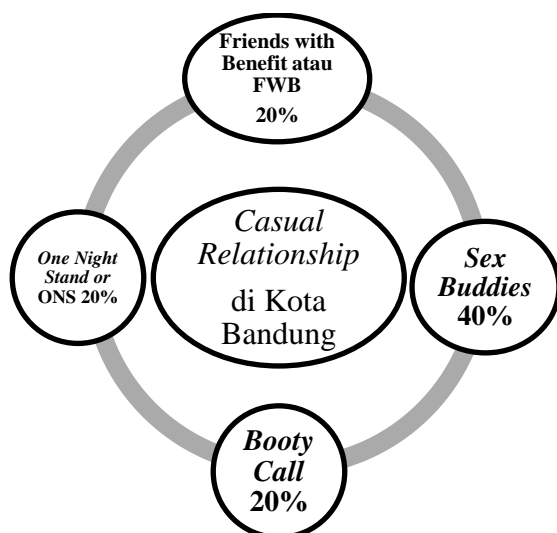 Friends with
Benefit atau
FWB
20%
Casual
Relationship
di Kota
Bandung
One Night
Stand or
ONS 20%
Sex
Buddies
40%
Booty
Call
20%